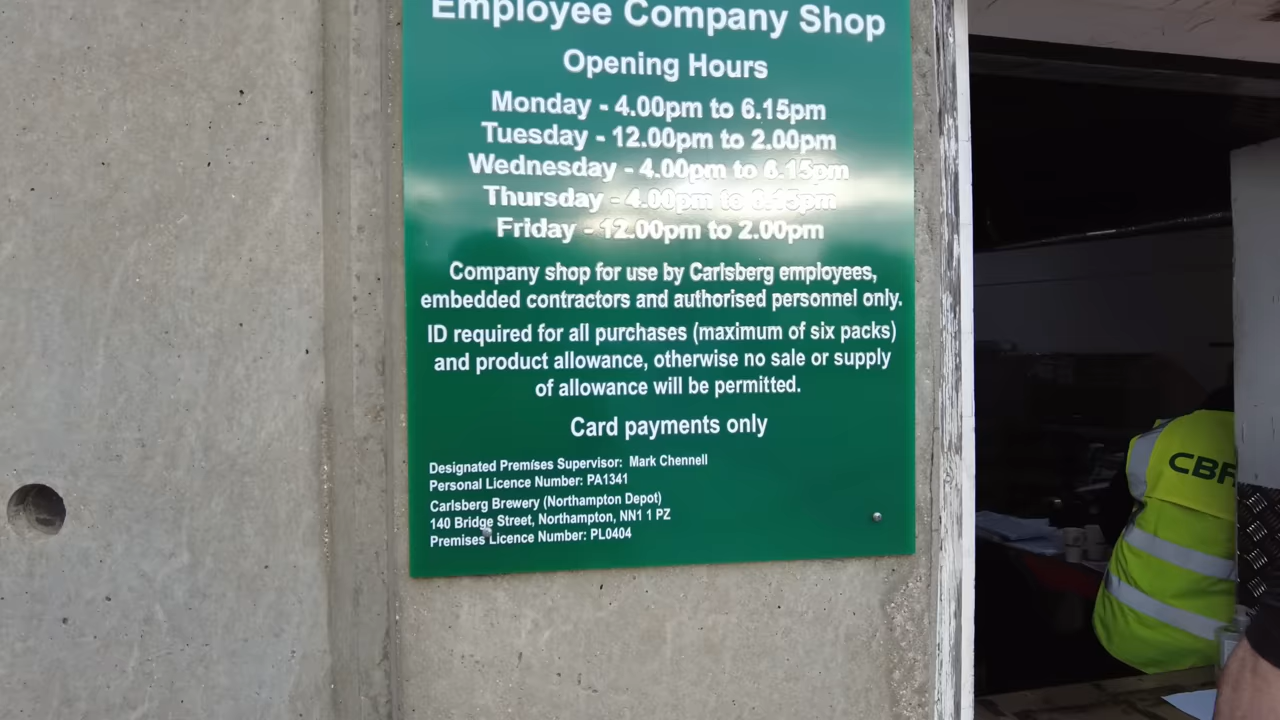 Employee Company Shop
Opening Hours
Monday - 4.00pm to 6.15pm
Tuesday - 12.00pm to 2.00pm
Wednesday - 4.00pm to 6.15pm
Thursday - 4.00pm to 6.15pm
Friday - 12.00pm to 2.00pm
Company shop for use by Carlsberg employees,
embedded contractors and authorised personnel only.
ID required for all purchases (maximum of six packs)
and product allowance, otherwise no sale or supply
of allowance will be permitted.
Card payments only
Designated Premises Supervisor: Mark Chennell
Personal Licence Number: PA1341
Carlsberg Brewery (Northampton Depot)
140 Bridge Street, Northampton, NN1 1 PZ
Premises Licence Number: PL0404